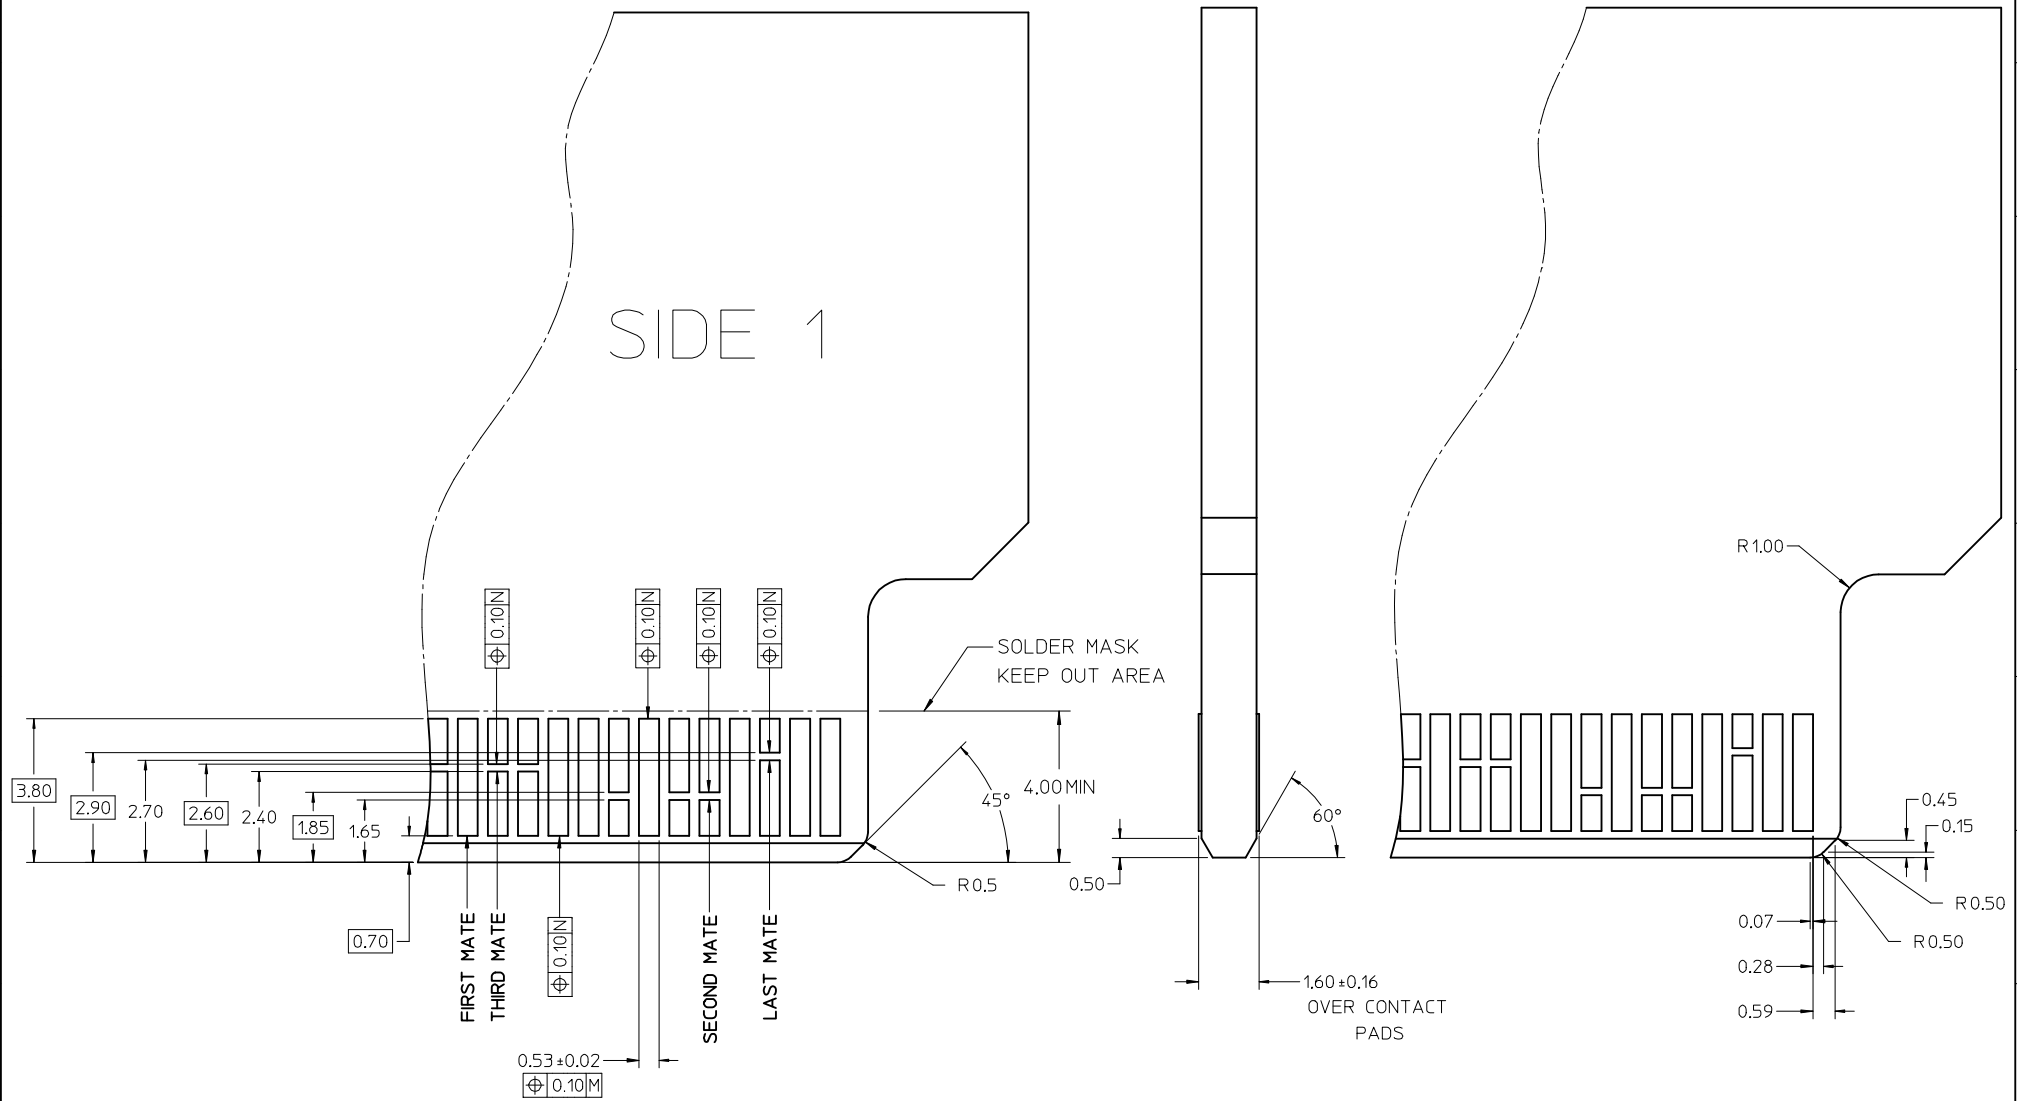 SIDE 1
R1.00
⌖ 0.10 N
⌖ 0.10 N
⌖ 0.10 N
⌖ 0.10 N
SOLDER MASK
KEEP OUT AREA
3.80
2.90
2.70
2.60
2.40
1.85
1.65
45°
4.00 MIN
60°
0.45
0.15
0.50
R0.5
R0.50
R0.50
0.07
0.28
0.59
0.70
FIRST MATE
THIRD MATE
⌖ 0.10 N
SECOND MATE
LAST MATE
1.60±0.16
OVER CONTACT
PADS
0.53±0.02
⌖ 0.10 M